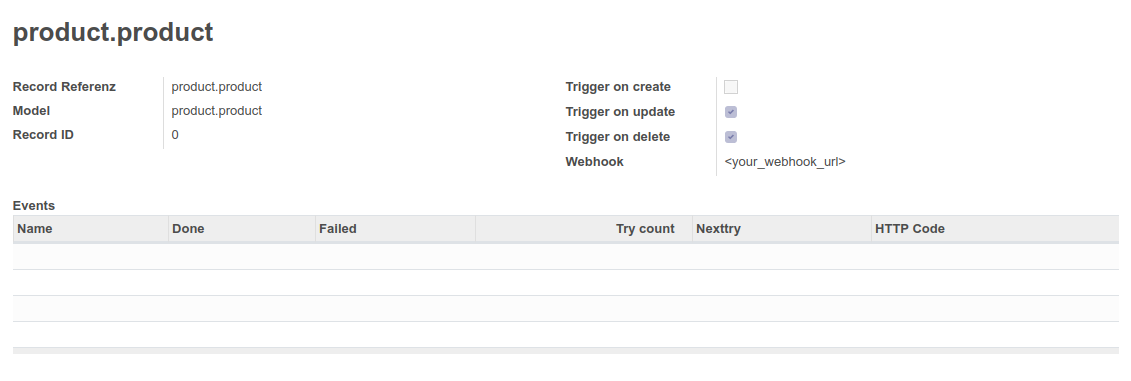 product.product
Record Referenz product.product
Model product.product
Record ID 0
Trigger on create
Trigger on update
Trigger on delete
Webhook <your_webhook_url>
Events
Name Done Failed Try count Nexttry HTTP Code